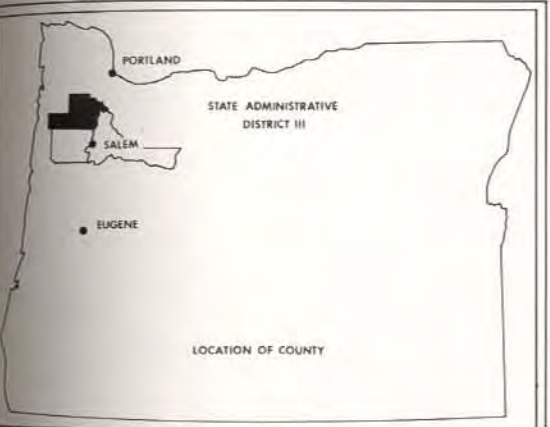 PORTLAND
STATE ADMINISTRATIVE
DISTRICT III
SALEM
EUGENE
LOCATION OF COUNTY